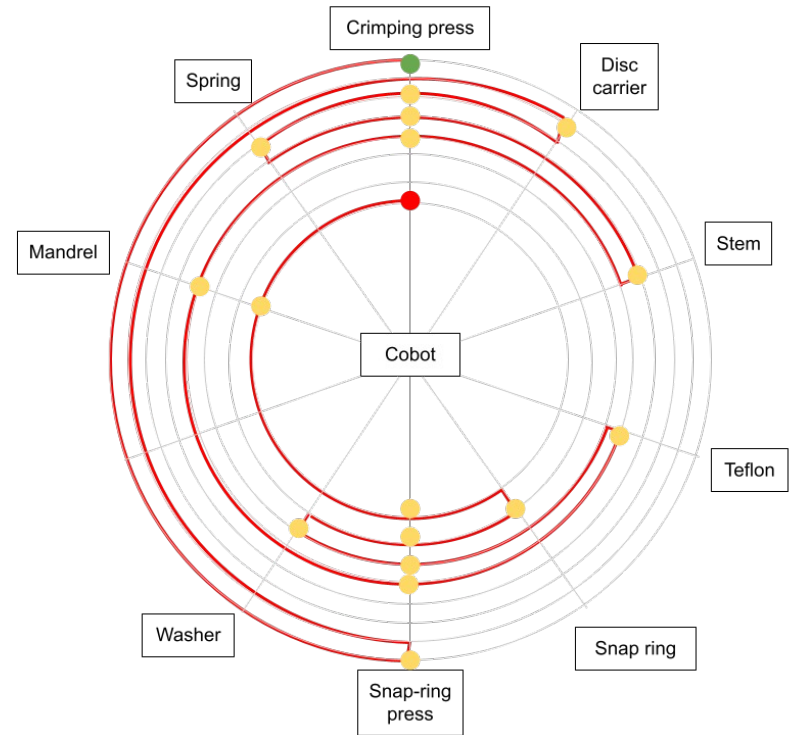 Crimping press
Spring
Disc
carrier
Mandrel
Stem
Cobot
Teflon
Washer
Snap ring
Snap-ring
press